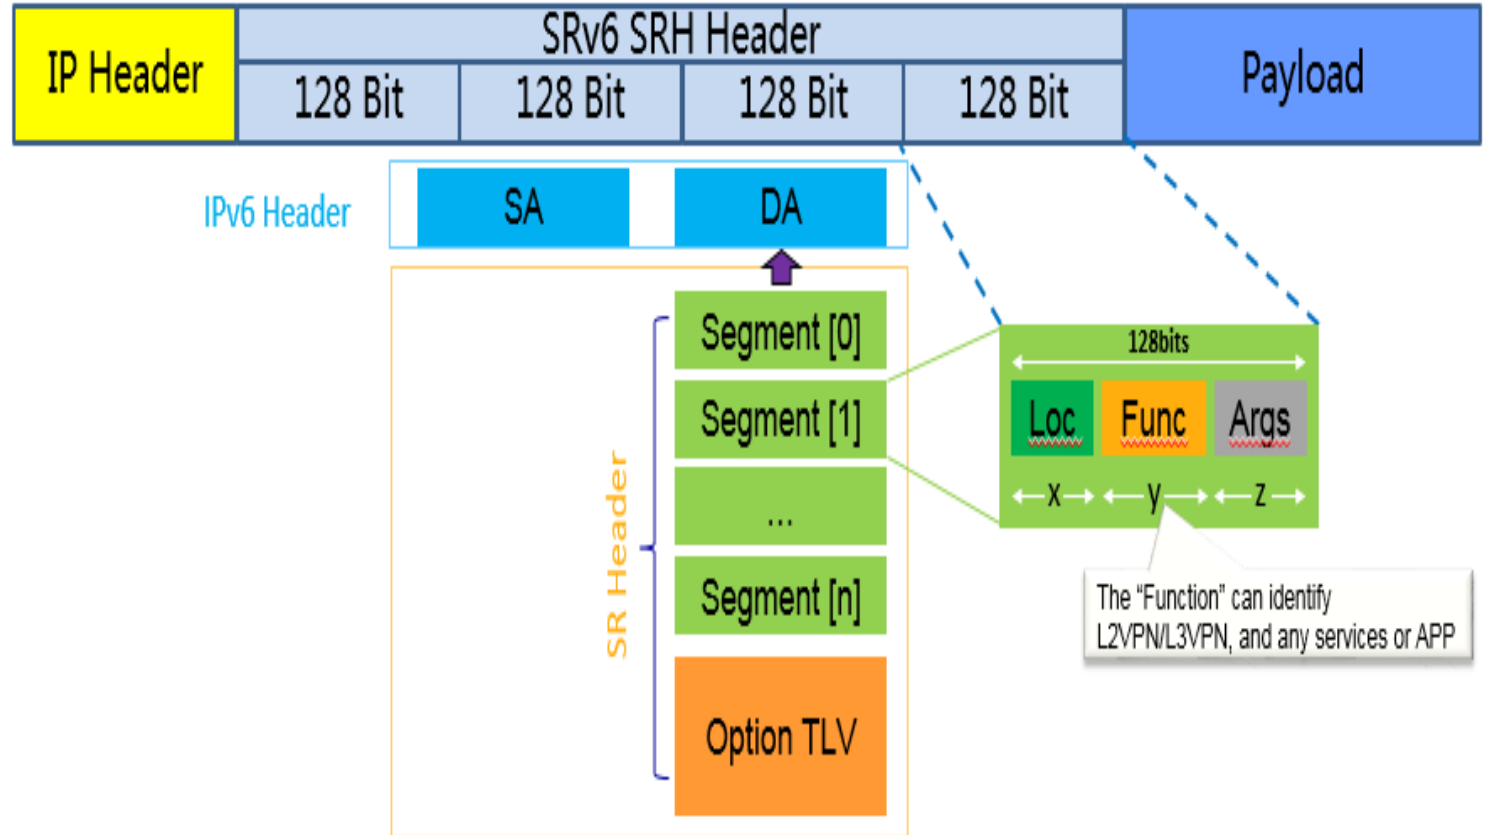 IP Header
SRv6 SRH Header
Payload
128 Bit
128 Bit
128 Bit
128 Bit
IPv6 Header
SA
DA
Segment [0]
Segment [1]
...
Segment [n]
Option TLV
SR Header
128bits
Loc
Func
Args
x
y
z
The “Function” can identify
L2VPN/L3VPN, and any services or APP